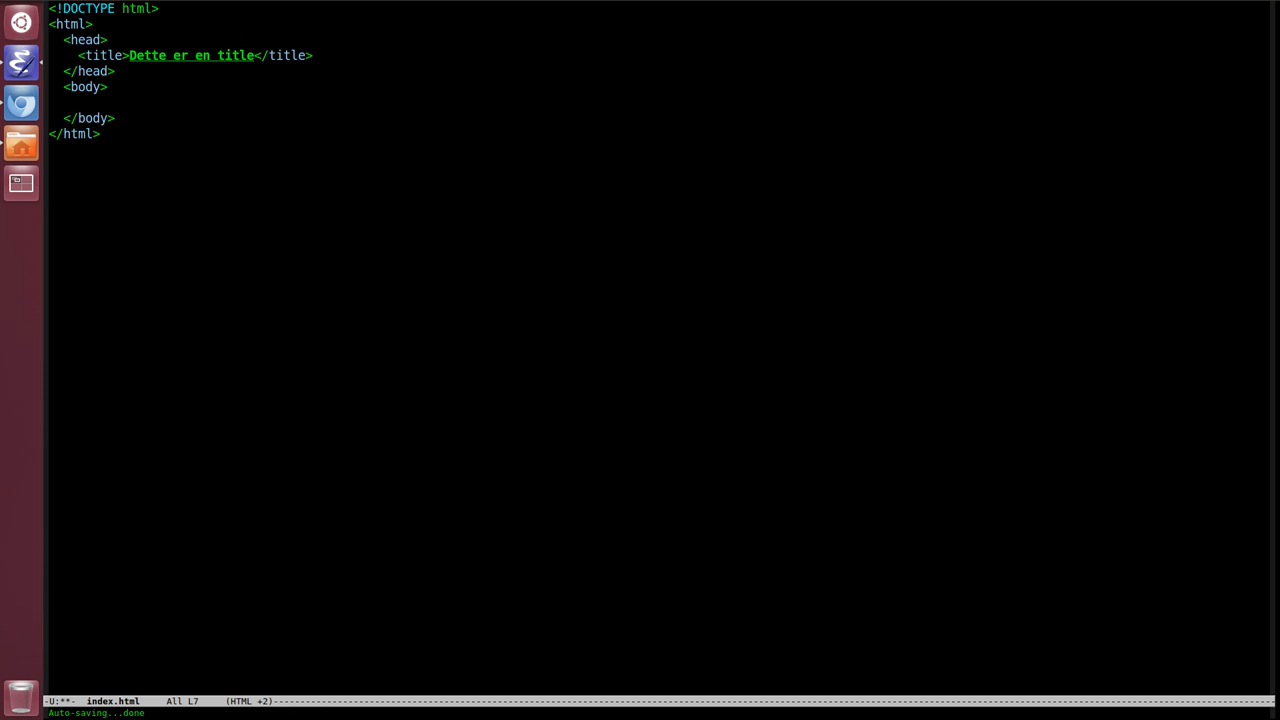 <!DOCTYPE html>
<html>
  <head>
    <title>Dette er en title</title>
  </head>
  <body>

  </body>
</html>
-U:**-  index.html     All L7     (HTML +2)
Auto-saving...done